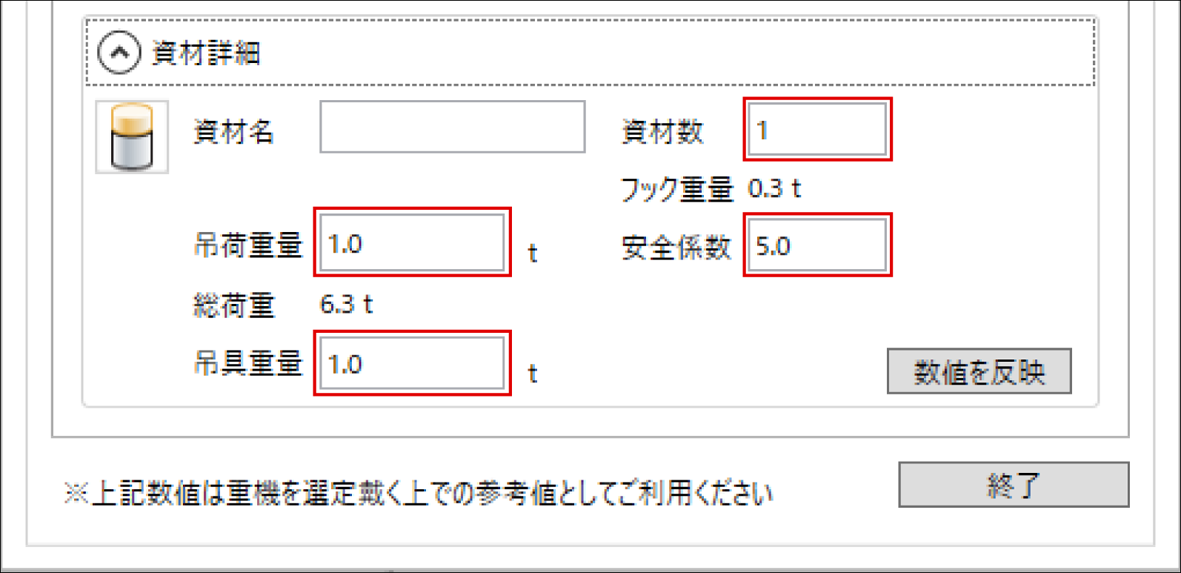 資材詳細
資材名
資材数 1
フック重量 0.3 t
吊荷重量 1.0 t
安全係数 5.0
総荷重 6.3 t
吊具重量 1.0 t
数値を反映
※上記数値は重機を選定戴く上での参考値としてご利用ください
終了